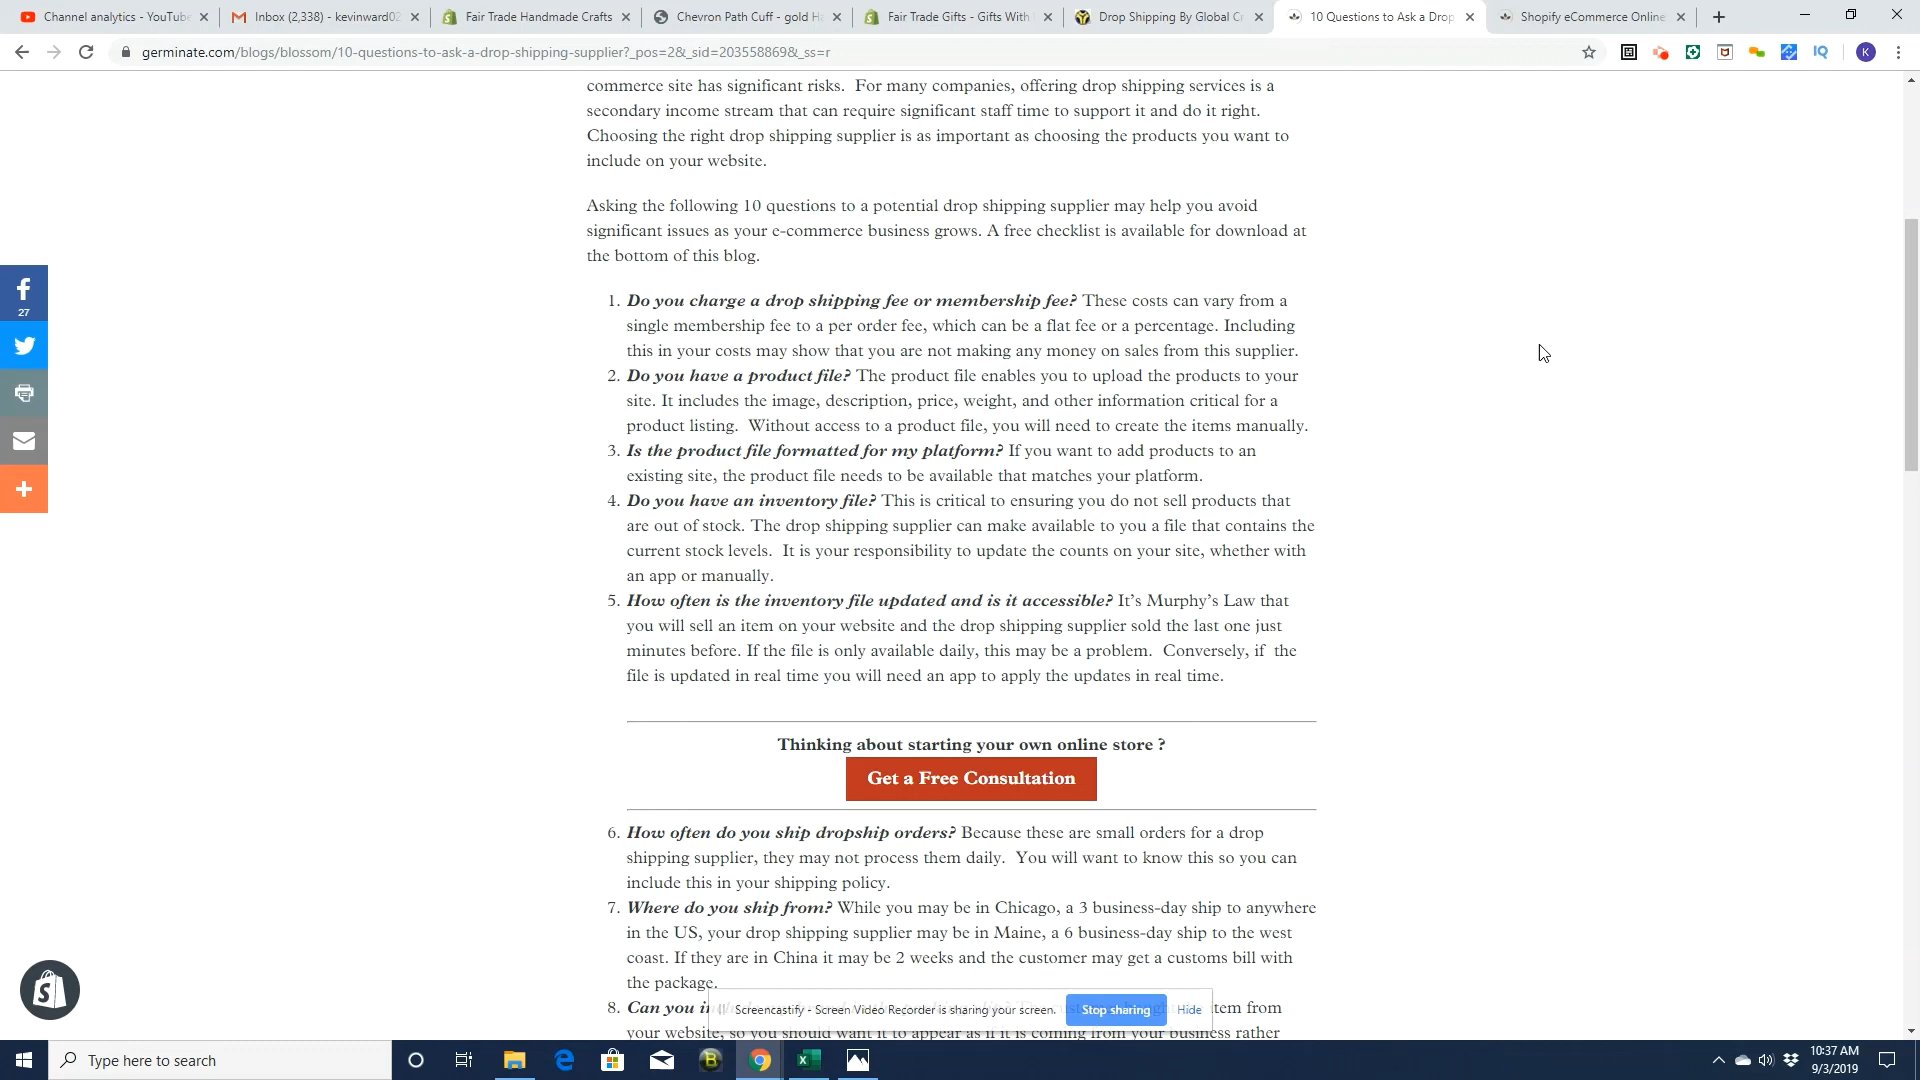 Channel analytics - YouTube
Inbox (2,338) - kevinward02
Fair Trade Handmade Crafts
Chevron Path Cuff - gold H
Fair Trade Gifts - Gifts With
Drop Shipping By Global Cr
10 Questions to Ask a Drop
Shopify eCommerce Online
germinate.com/blogs/blossom/10-questions-to-ask-a-drop-shipping-supplier?_pos=2&_sid=203558869&_ss=r
IQ
K
commerce site has significant risks. For many companies, offering drop shipping services is a
secondary income stream that can require significant staff time to support it and do it right.
Choosing the right drop shipping supplier is as important as choosing the products you want to
include on your website.
Asking the following 10 questions to a potential drop shipping supplier may help you avoid
significant issues as your e-commerce business grows. A free checklist is available for download at
the bottom of this blog.
27
1. Do you charge a drop shipping fee or membership fee? These costs can vary from a
single membership fee to a per order fee, which can be a flat fee or a percentage. Including
this in your costs may show that you are not making any money on sales from this supplier.
2. Do you have a product file? The product file enables you to upload the products to your
site. It includes the image, description, price, weight, and other information critical for a
product listing. Without access to a product file, you will need to create the items manually.
3. Is the product file formatted for my platform? If you want to add products to an
existing site, the product file needs to be available that matches your platform.
4. Do you have an inventory file? This is critical to ensuring you do not sell products that
are out of stock. The drop shipping supplier can make available to you a file that contains the
current stock levels. It is your responsibility to update the counts on your site, whether with
an app or manually.
5. How often is the inventory file updated and is it accessible? It's Murphy's Law that
you will sell an item on your website and the drop shipping supplier sold the last one just
minutes before. If the file is only available daily, this may be a problem. Conversely, if the
file is updated in real time you will need an app to apply the updates in real time.
Thinking about starting your own online store ?
Get a Free Consultation
6. How often do you ship dropship orders? Because these are small orders for a drop
shipping supplier, they may not process them daily. You will want to know this so you can
include this in your shipping policy.
7. Where do you ship from? While you may be in Chicago, a 3 business-day ship to anywhere
in the US, your drop shipping supplier may be in Maine, a 6 business-day ship to the west
coast. If they are in China it may be 2 weeks and the customer may get a customs bill with
the package.
8. Can you item from
your website, so you should want it to appear as if it is coming from your business rather
Screencastify - Screen Video Recorder is sharing your screen.
Stop sharing
Hide
Type here to search
10:37 AM
9/3/2019